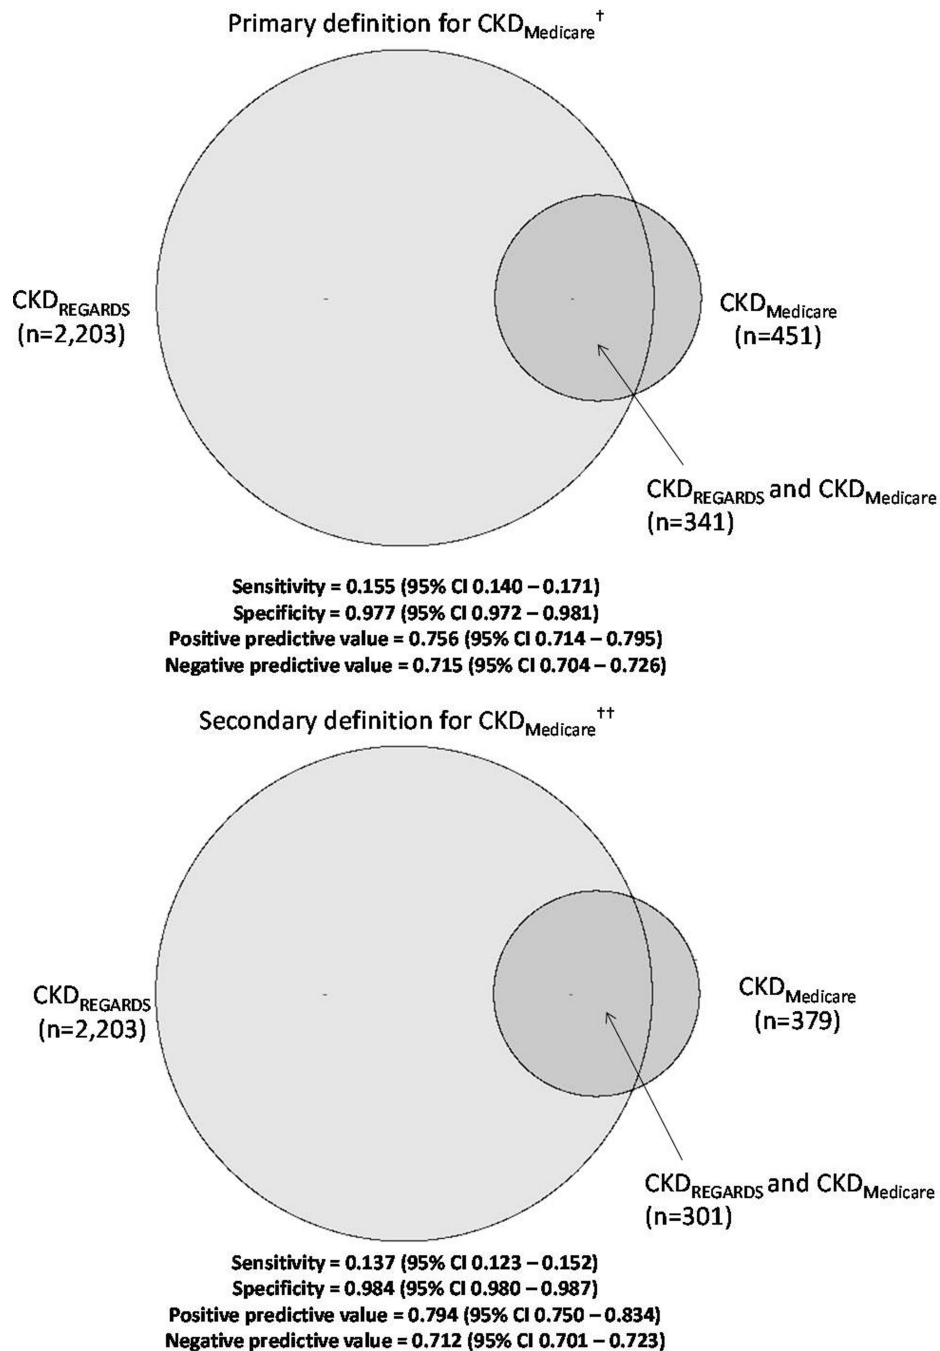 Primary definition for CKDMedicare†
CKDREGARDS
(n=2,203)
CKDMedicare
(n=451)
CKDREGARDS and CKDMedicare
(n=341)
Sensitivity = 0.155 (95% CI 0.140 – 0.171)
Specificity = 0.977 (95% CI 0.972 – 0.981)
Positive predictive value = 0.756 (95% CI 0.714 – 0.795)
Negative predictive value = 0.715 (95% CI 0.704 – 0.726)
Secondary definition for CKDMedicare††
CKDREGARDS
(n=2,203)
CKDMedicare
(n=379)
CKDREGARDS and CKDMedicare
(n=301)
Sensitivity = 0.137 (95% CI 0.123 – 0.152)
Specificity = 0.984 (95% CI 0.980 – 0.987)
Positive predictive value = 0.794 (95% CI 0.750 – 0.834)
Negative predictive value = 0.712 (95% CI 0.701 – 0.723)